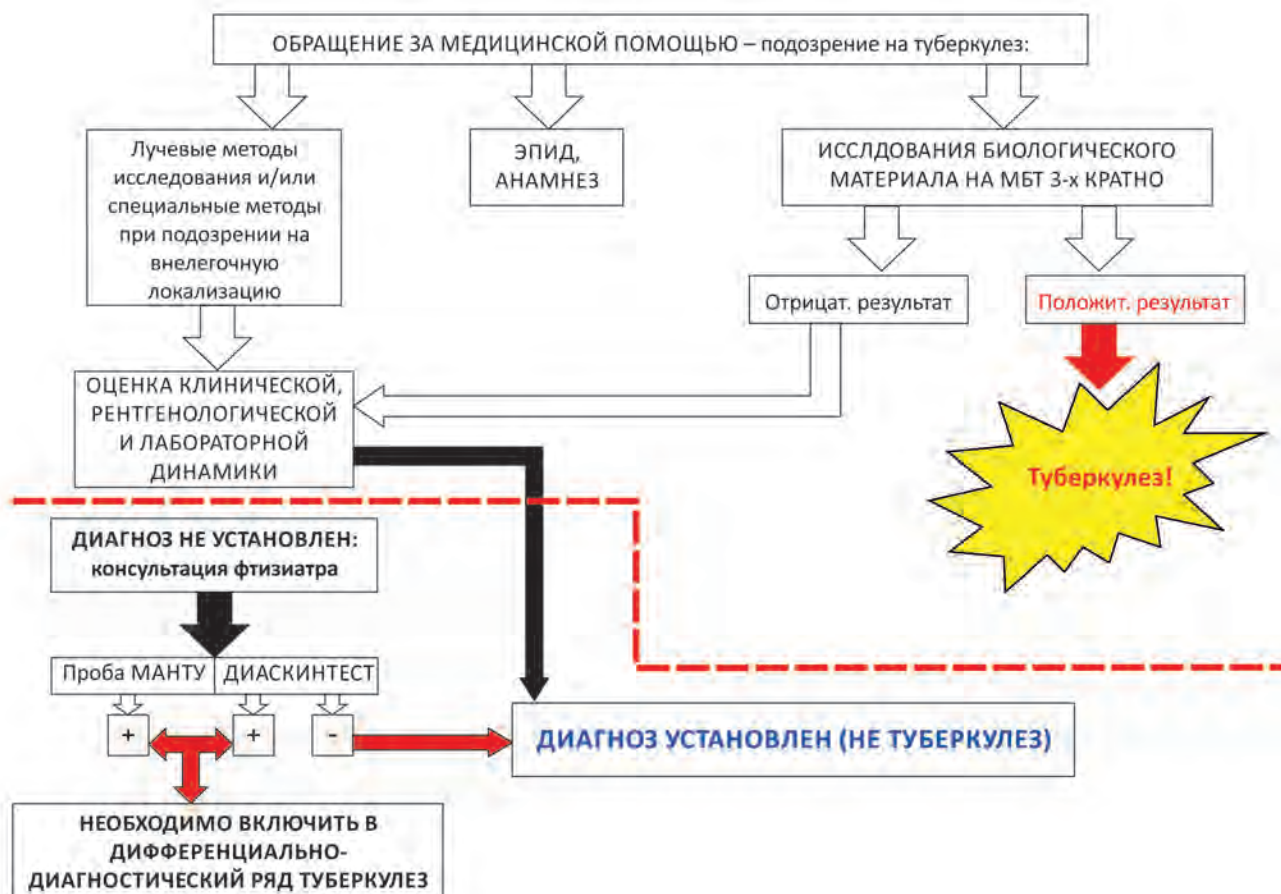 ОБРАЩЕНИЕ ЗА МЕДИЦИНСКОЙ ПОМОЩЬЮ – подозрение на туберкулез:
Лучевые методы
исследования и/или
специальные методы
при подозрении на
внелегочную
локализацию
ЭПИД,
АНАМНЕЗ
ИССЛДОВАНИЯ БИОЛОГИЧЕСКОГО
МАТЕРИАЛА НА МБТ 3-х КРАТНО
Отрицат. результат
Положит. результат
ОЦЕНКА КЛИНИЧЕСКОЙ,
РЕНТГЕНОЛОГИЧЕСКОЙ
И ЛАБОРАТОРНОЙ
ДИНАМИКИ
Туберкулез!
ДИАГНОЗ НЕ УСТАНОВЛЕН:
консультация фтизиатра
Проба МАНТУ
ДИАСКИНТЕСТ
+
+
-
ДИАГНОЗ УСТАНОВЛЕН (НЕ ТУБЕРКУЛЕЗ)
НЕОБХОДИМО ВКЛЮЧИТЬ В
ДИФФЕРЕНЦИАЛЬНО-
ДИАГНОСТИЧЕСКИЙ РЯД ТУБЕРКУЛЕЗ